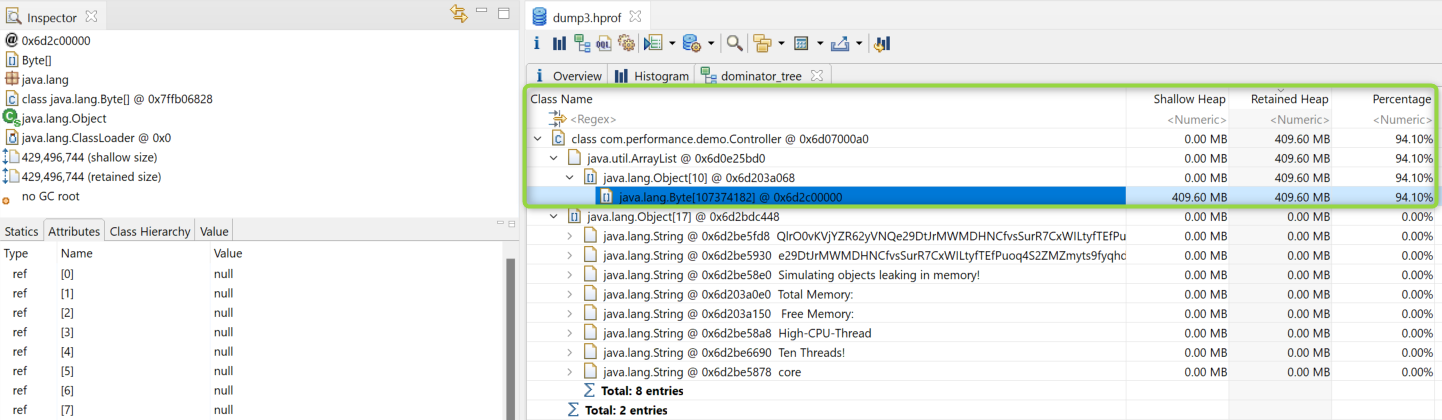 Inspector
0x6d2c00000
Byte[]
java.lang
class java.lang.Byte[] @ 0x7ffb06828
java.lang.Object
java.lang.ClassLoader @ 0x0
429,496,744 (shallow size)
429,496,744 (retained size)
no GC root
Statics Attributes Class Hierarchy Value
Type Name Value
ref [0] null
ref [1] null
ref [2] null
ref [3] null
ref [4] null
ref [5] null
ref [6] null
ref [7] null
dump3.hprof
OQL
Overview Histogram dominator_tree
Class Name Shallow Heap Retained Heap Percentage
<Regex> <Numeric> <Numeric> <Numeric>
class com.performance.demo.Controller @ 0x6d07000a0 0.00 MB 409.60 MB 94.10%
java.util.ArrayList @ 0x6d0e25bd0 0.00 MB 409.60 MB 94.10%
java.lang.Object[10] @ 0x6d203a068 0.00 MB 409.60 MB 94.10%
java.lang.Byte[107374182] @ 0x6d2c00000 409.60 MB 409.60 MB 94.10%
java.lang.Object[17] @ 0x6d2bdc448 0.00 MB 0.00 MB 0.00%
java.lang.String @ 0x6d2be5fd8 QlrO0vKVjYZR62yVNQe29DtJrMWMDHNCfvsSurR7CxWILtyfTEfPu 0.00 MB 0.00 MB 0.00%
java.lang.String @ 0x6d2be5930 e29DtJrMWMDHNCfvsSurR7CxWILtyfTEfPuoq4S2ZMZmyts9fyqhd 0.00 MB 0.00 MB 0.00%
java.lang.String @ 0x6d2be58e0 Simulating objects leaking in memory! 0.00 MB 0.00 MB 0.00%
java.lang.String @ 0x6d203a0e0 Total Memory: 0.00 MB 0.00 MB 0.00%
java.lang.String @ 0x6d203a150 Free Memory: 0.00 MB 0.00 MB 0.00%
java.lang.String @ 0x6d2be58a8 High-CPU-Thread 0.00 MB 0.00 MB 0.00%
java.lang.String @ 0x6d2be6690 Ten Threads! 0.00 MB 0.00 MB 0.00%
java.lang.String @ 0x6d2be5878 core 0.00 MB 0.00 MB 0.00%
Total: 8 entries
Total: 2 entries